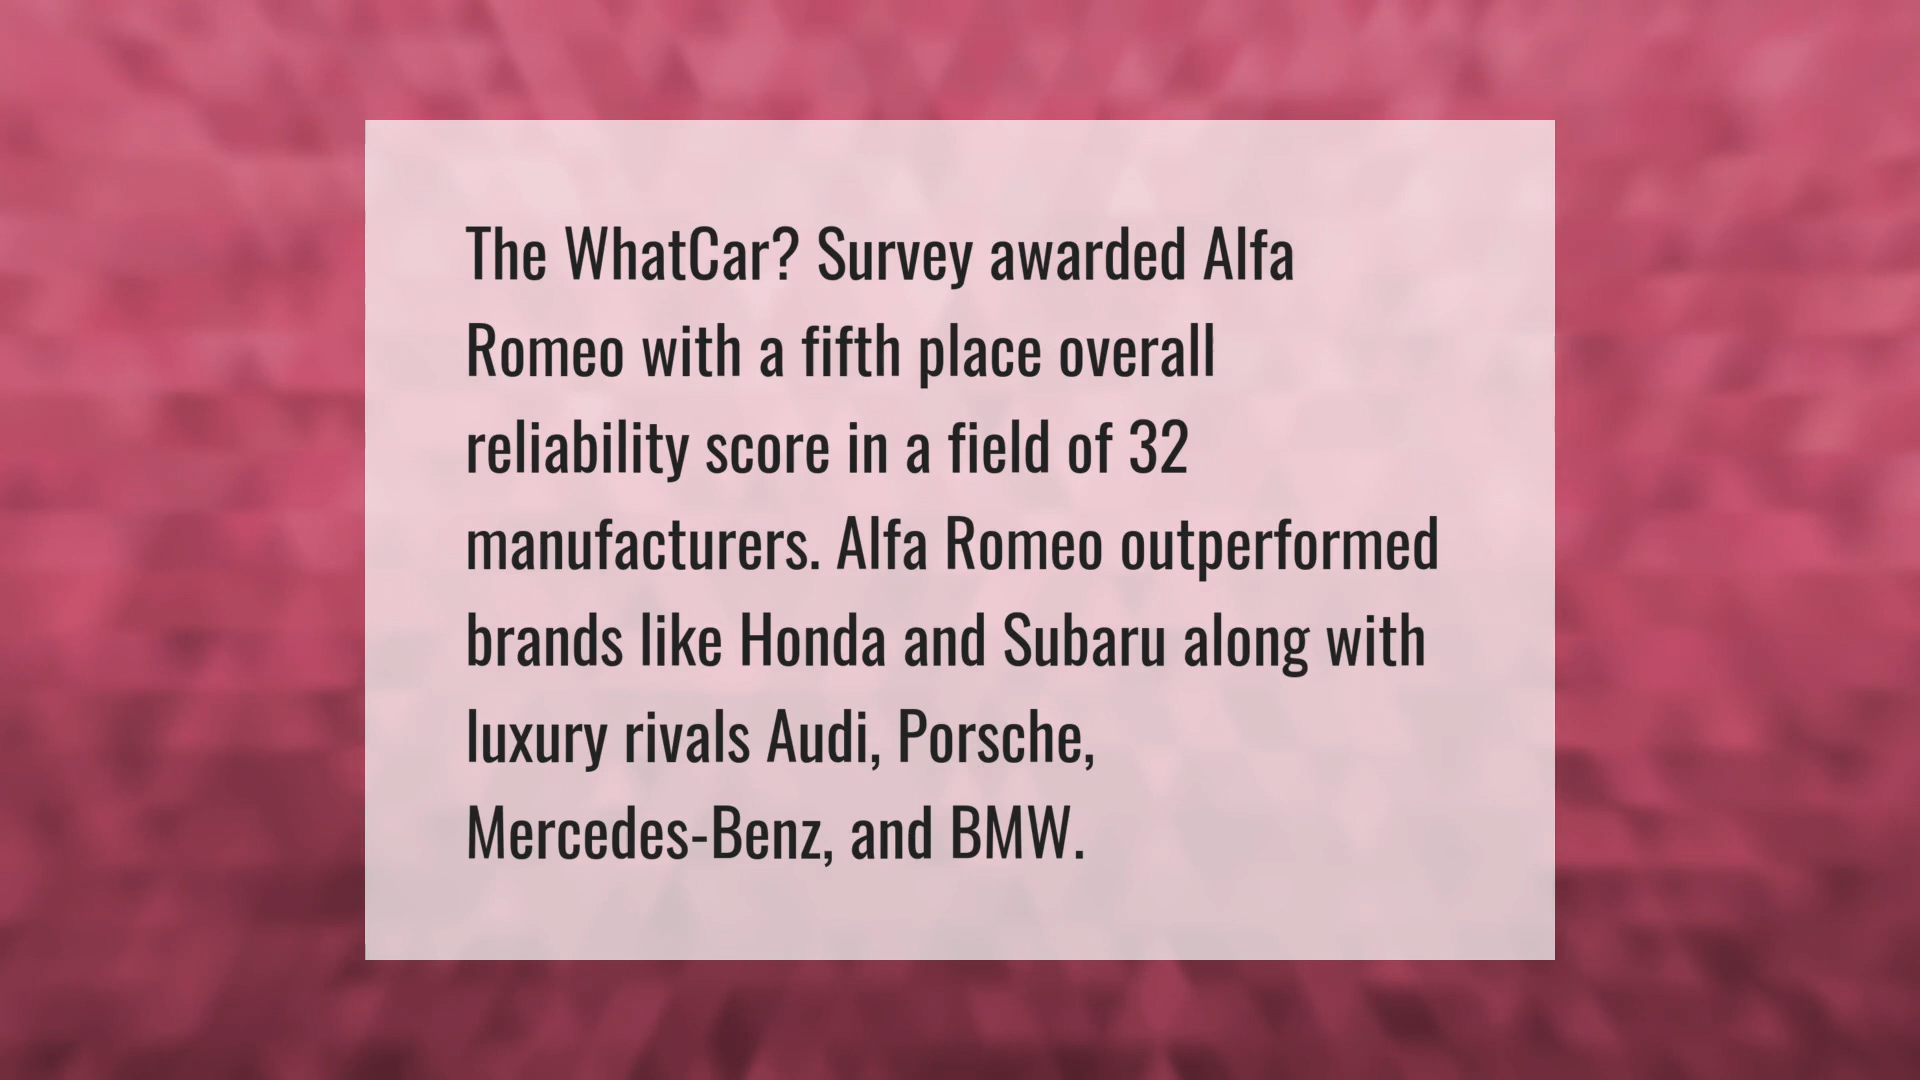 The WhatCar? Survey awarded Alfa
Romeo with a fifth place overall
reliability score in a field of 32
manufacturers. Alfa Romeo outperformed
brands like Honda and Subaru along with
luxury rivals Audi, Porsche,
Mercedes-Benz, and BMW.